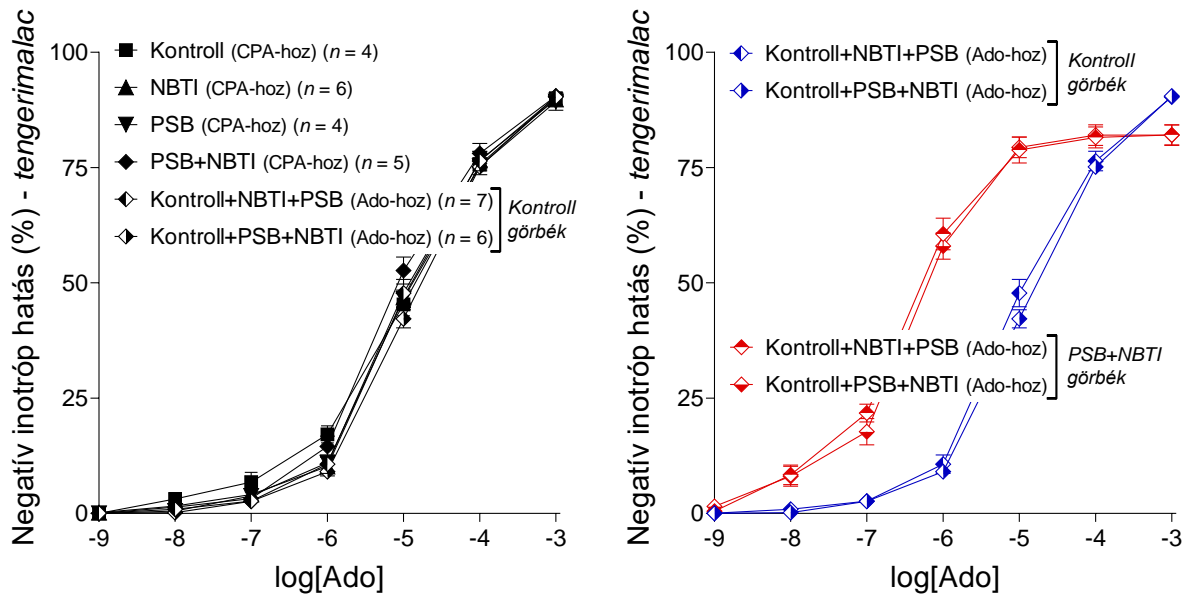 Negatív inotróp hatás (%) - tengerimalac
100
75
50
25
0
Kontroll (CPA-hoz) (n = 4)
NBTI (CPA-hoz) (n = 6)
PSB (CPA-hoz) (n = 4)
PSB+NBTI (CPA-hoz) (n = 5)
Kontroll+NBTI+PSB (Ado-hoz) (n = 7)
Kontroll+PSB+NBTI (Ado-hoz) (n = 6)
Kontroll
görbék
-9 -8 -7 -6 -5 -4 -3
log[Ado]
Negatív inotróp hatás (%) - tengerimalac
100
75
50
25
0
Kontroll+NBTI+PSB (Ado-hoz)
Kontroll+PSB+NBTI (Ado-hoz)
Kontroll
görbék
Kontroll+NBTI+PSB (Ado-hoz)
Kontroll+PSB+NBTI (Ado-hoz)
PSB+NBTI
görbék
-9 -8 -7 -6 -5 -4 -3
log[Ado]